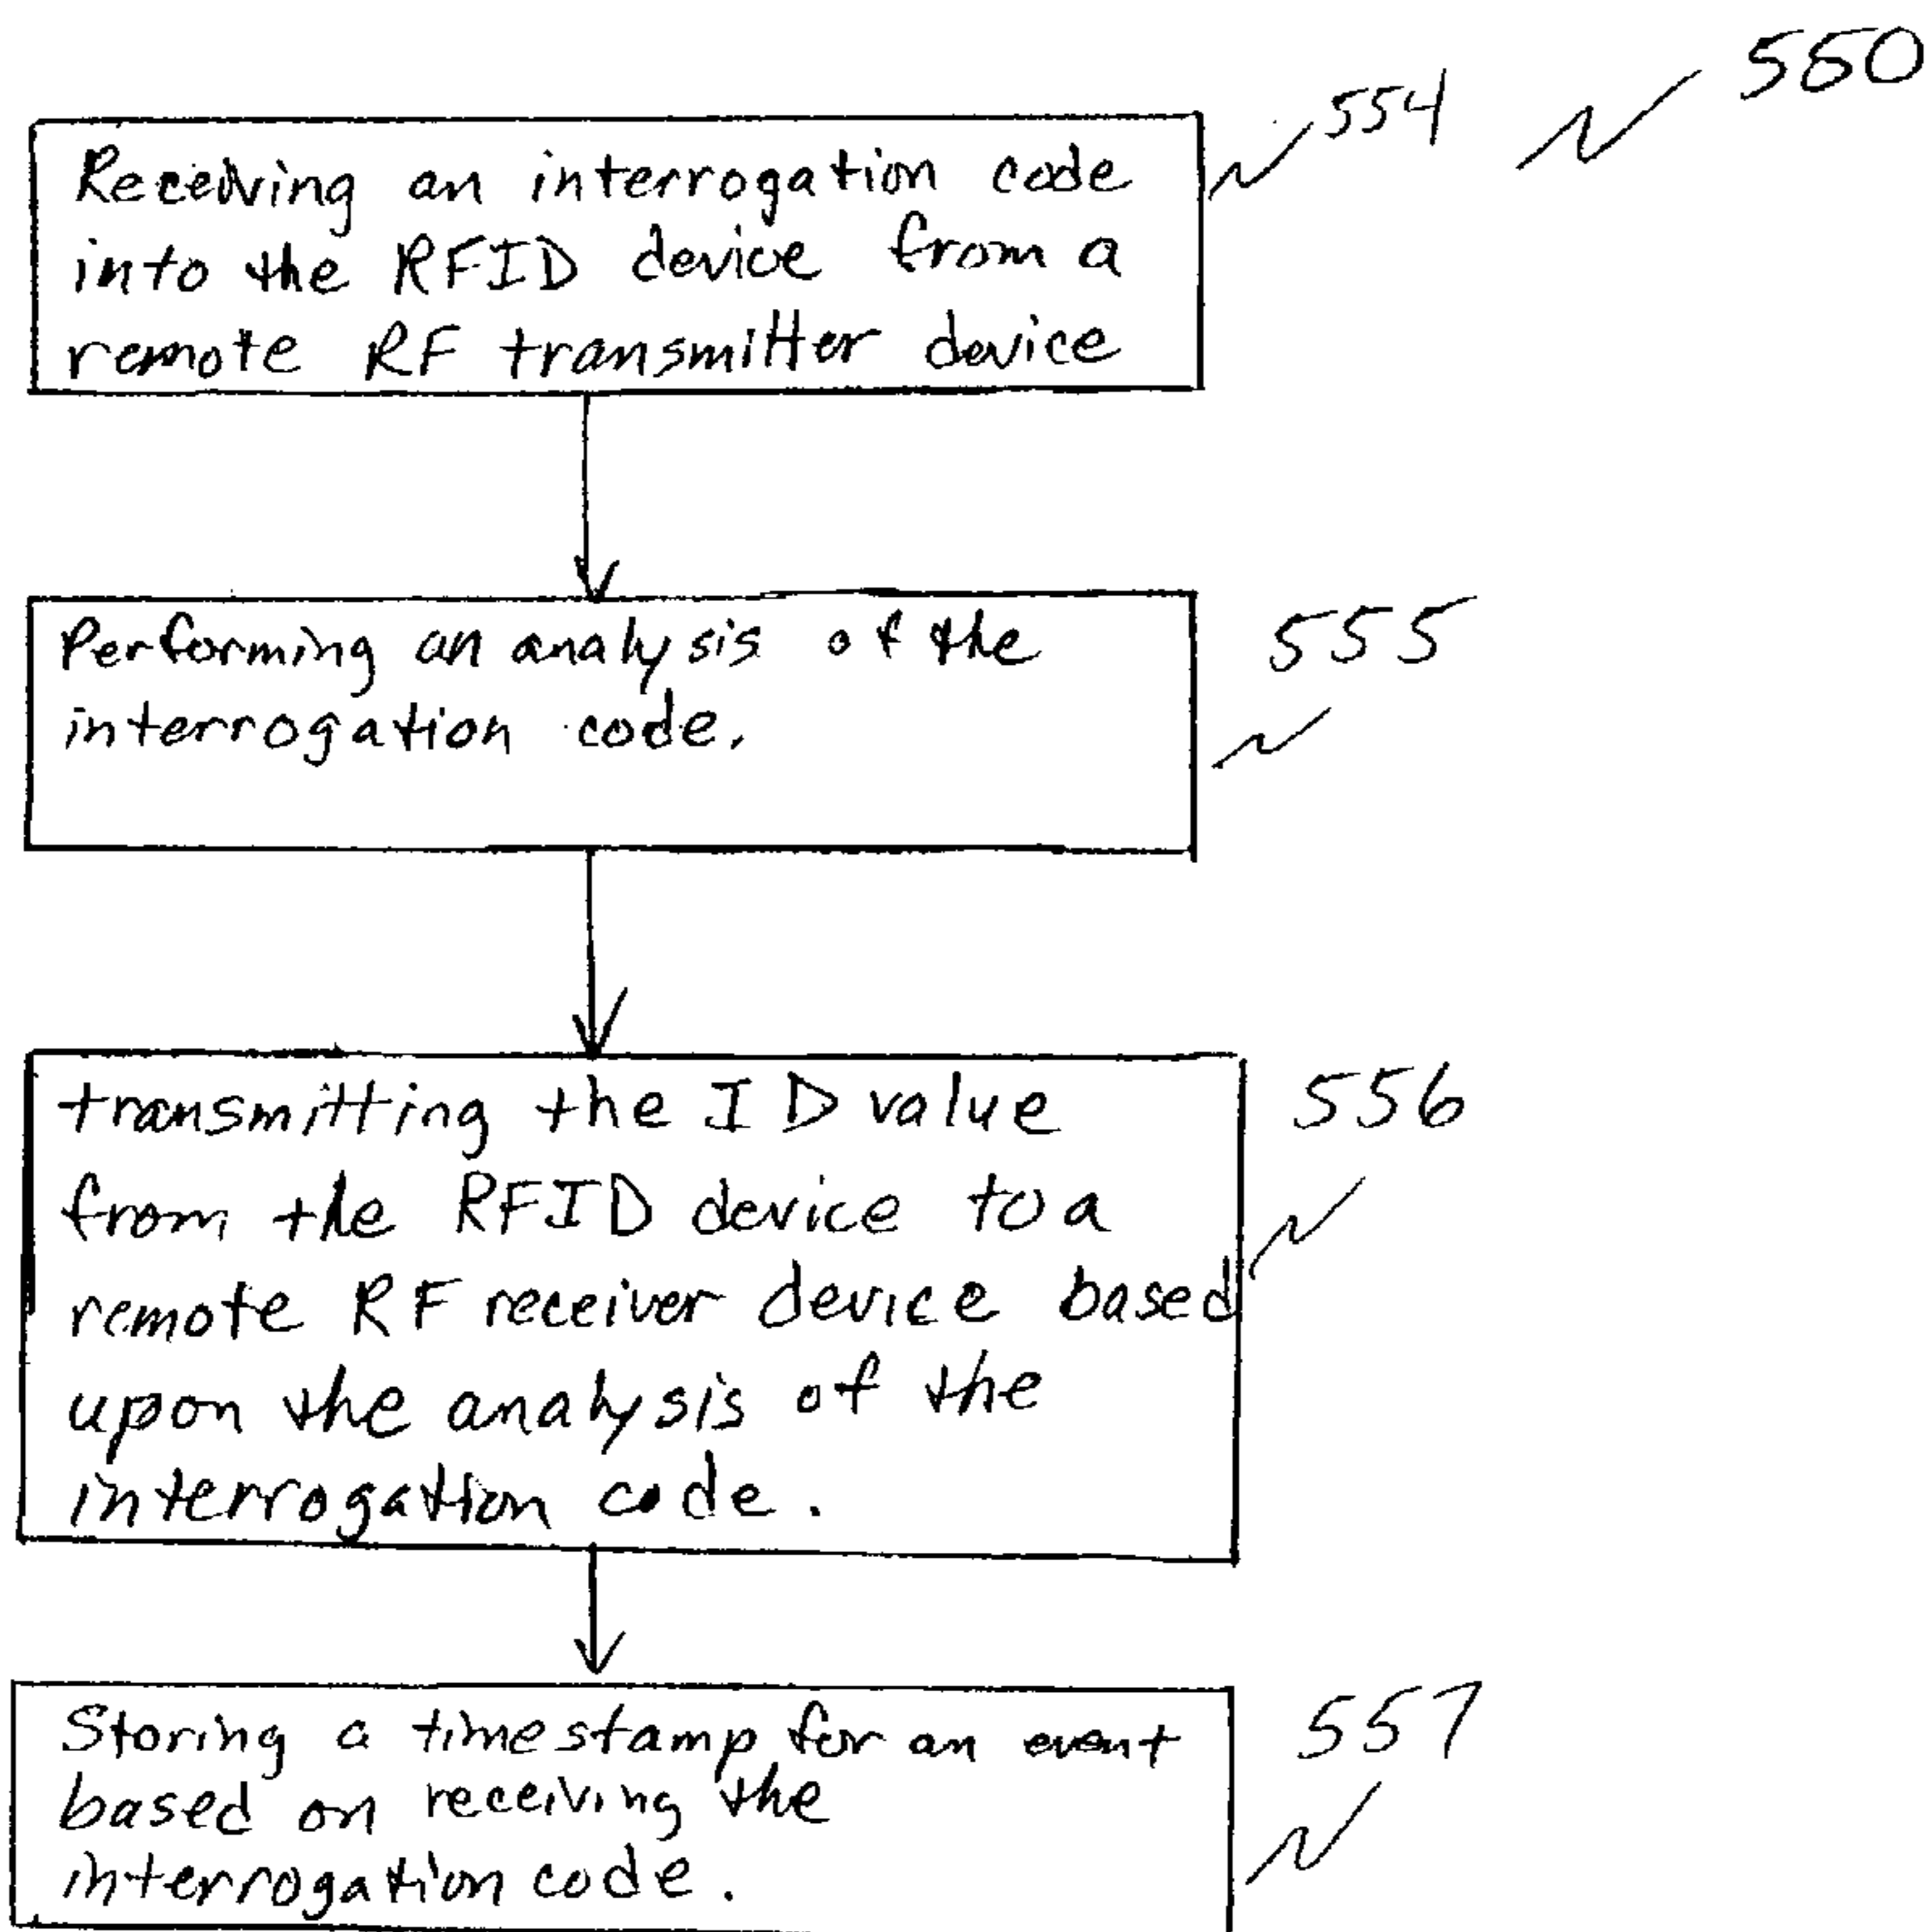 550
554
Receiving an interrogation code
into the RFID device from a
remote RF transmitter device
Performing an analysis of the
interrogation code.
555
transmitting the ID value
from the RFID device to a
remote RF receiver device based
upon the analysis of the
interrogation code.
556
Storing a timestamp for an event
based on receiving the
interrogation code.
557